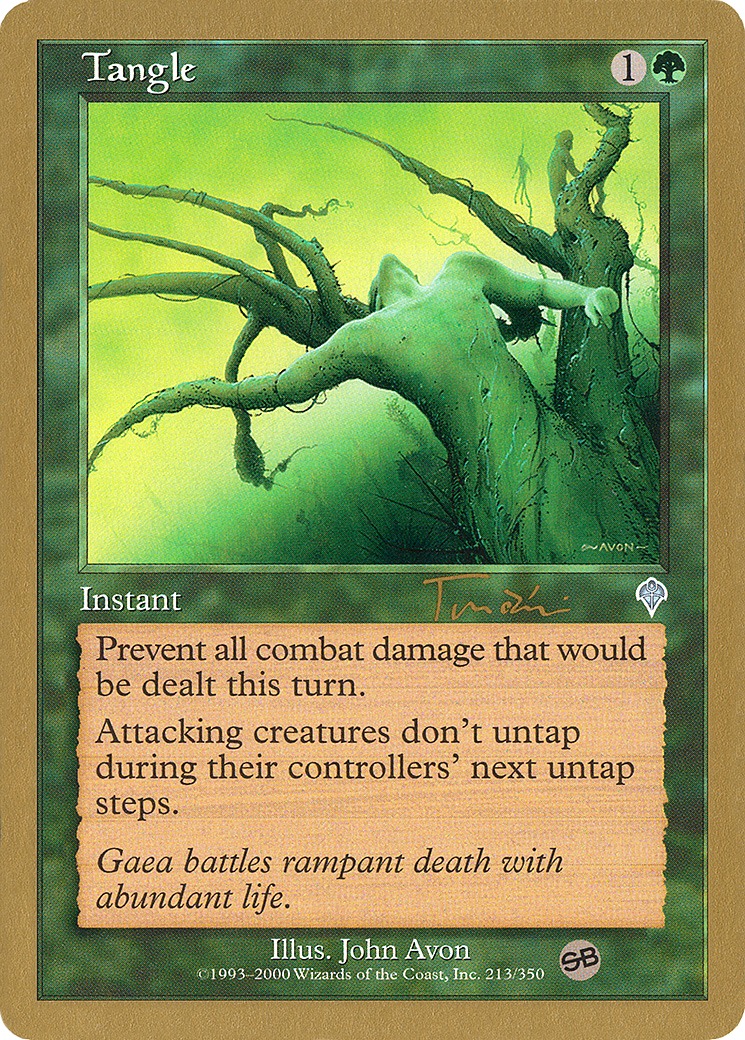 Tangle 1
~AVON~
Instant
Prevent all combat damage that would
be dealt this turn.
Attacking creatures don't untap
during their controllers' next untap
steps.
Gaea battles rampant death with
abundant life.
Illus. John Avon
©1993–2000 Wizards of the Coast, Inc. 213/350
SB